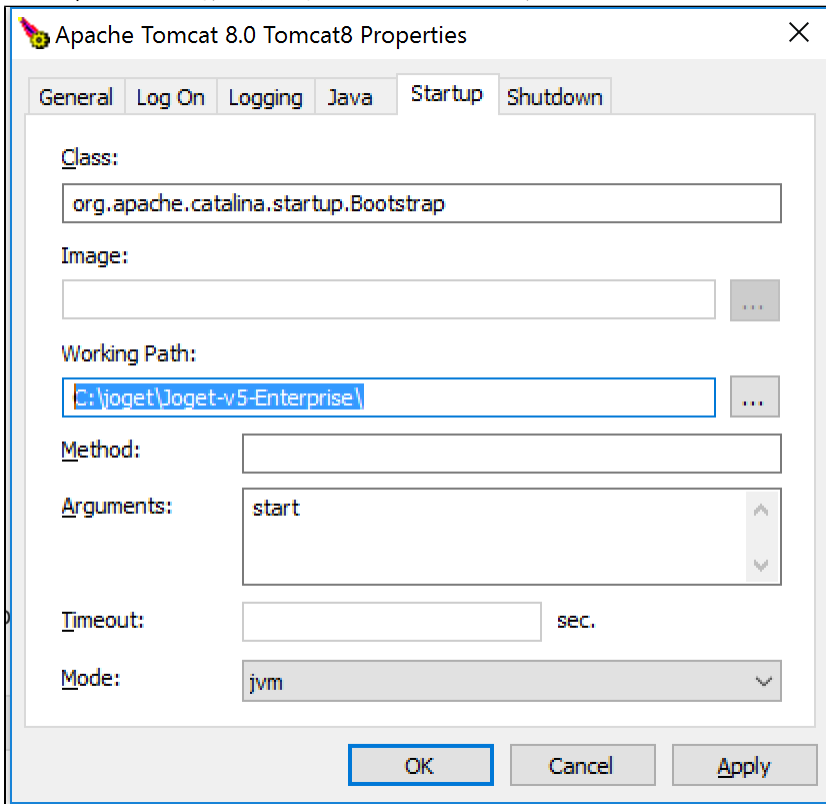 Apache Tomcat 8.0 Tomcat8 Properties
General Log On Logging Java Startup Shutdown
Class:
org.apache.catalina.startup.Bootstrap
Image:
...
Working Path:
C:\joget\Joget-v5-Enterprise\
...
Method:
Arguments: start
Timeout: sec.
Mode: jvm
OK Cancel Apply